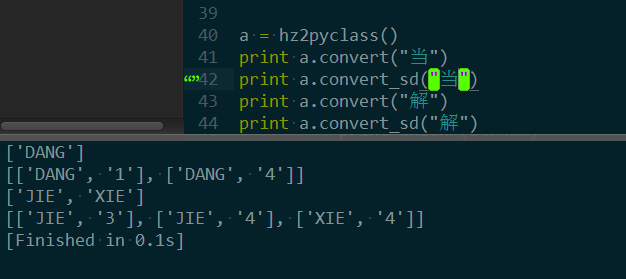 39
40 a = hz2pyclass()
41 print a.convert("当")
42 print a.convert_sd("当")
43 print a.convert("解")
44 print a.convert_sd("解")
['DANG']
[['DANG', '1'], ['DANG', '4']]
['JIE', 'XIE']
[['JIE', '3'], ['JIE', '4'], ['XIE', '4']]
[Finished in 0.1s]